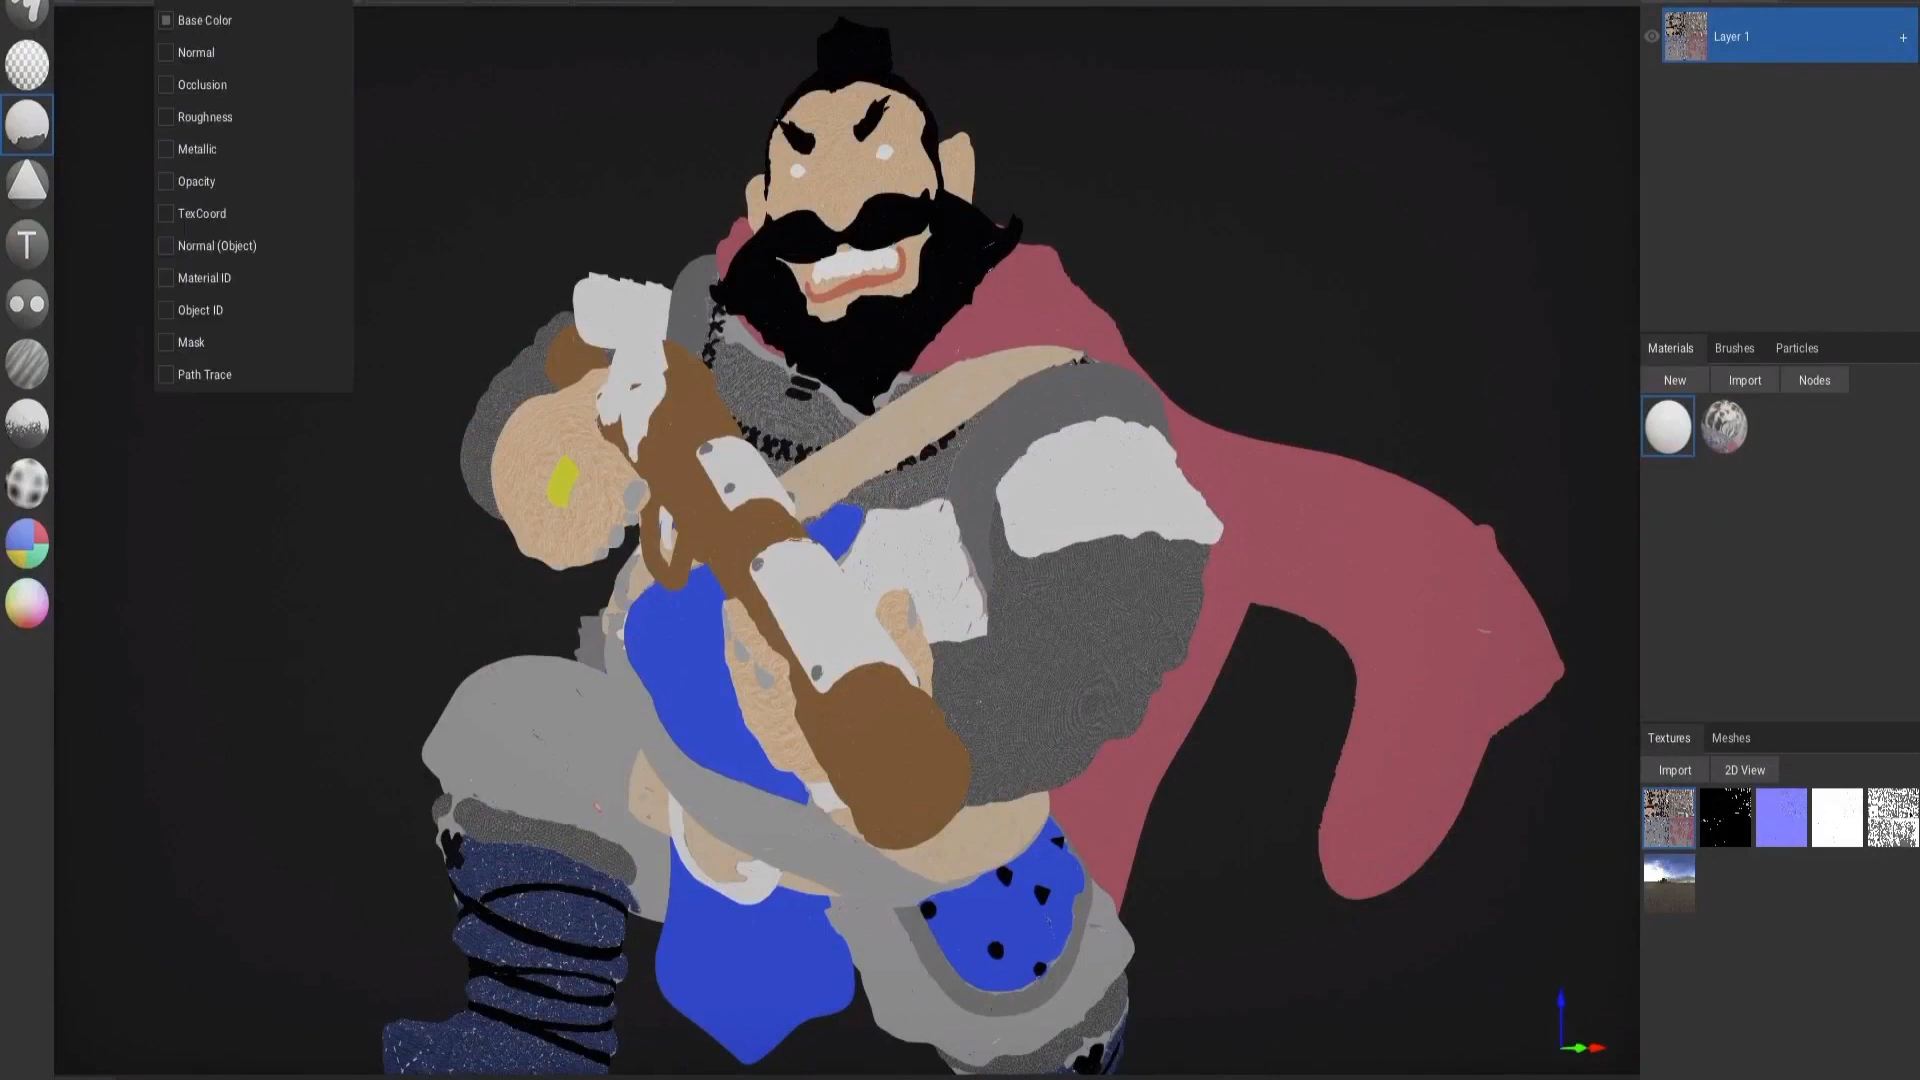 Base Color
Normal
Occlusion
Roughness
Metallic
Opacity
TexCoord
Normal (Object)
Material ID
Object ID
Mask
Path Trace
T
Layer 1
+
Materials Brushes Particles
New Import Nodes
Textures Meshes
Import 2D View